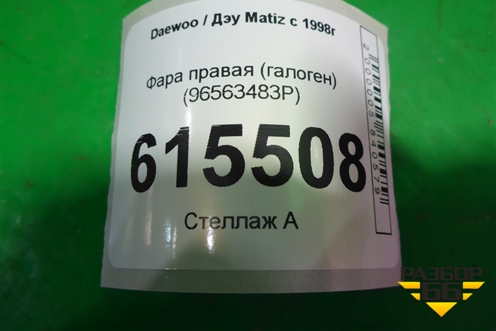 Daewoo / Дэу Matiz с 1998г
Фара правая (галоген)
(96563483P)
615508
Стеллаж А
РАЗБОР
66